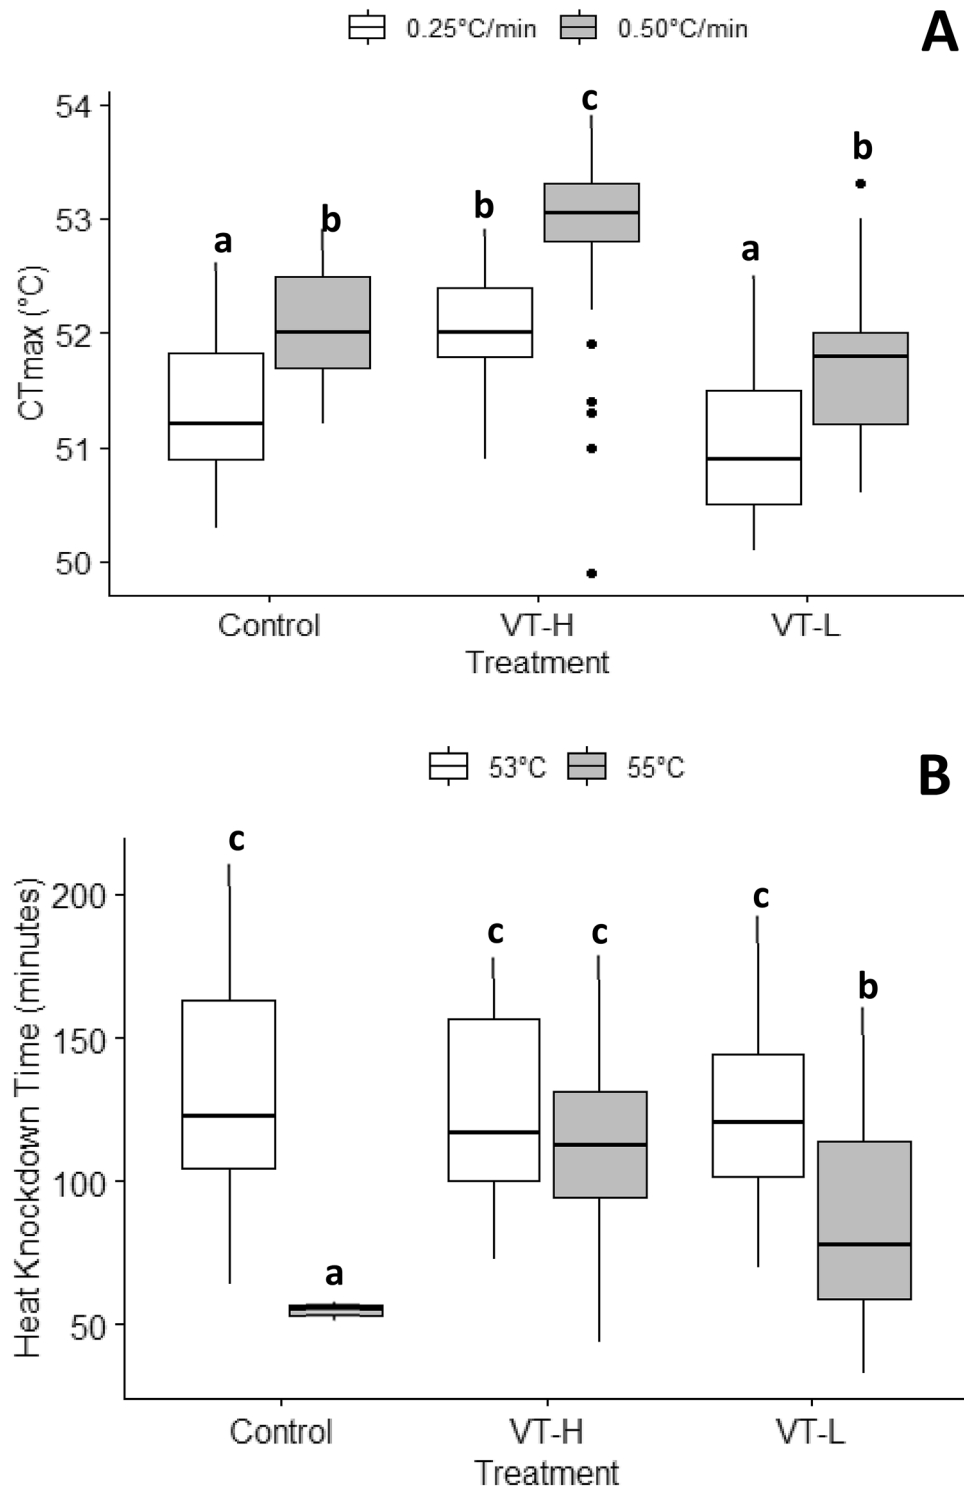 0.25°C/min 0.50°C/min
A
c
54
b
b
53
b
a
a
CTmax (°C)
52
51
50
Control VT-H VT-L
Treatment
53°C 55°C
B
c
200
c
c c
b
Heat Knockdown Time (minutes)
150
100
a
50
Control VT-H VT-L
Treatment